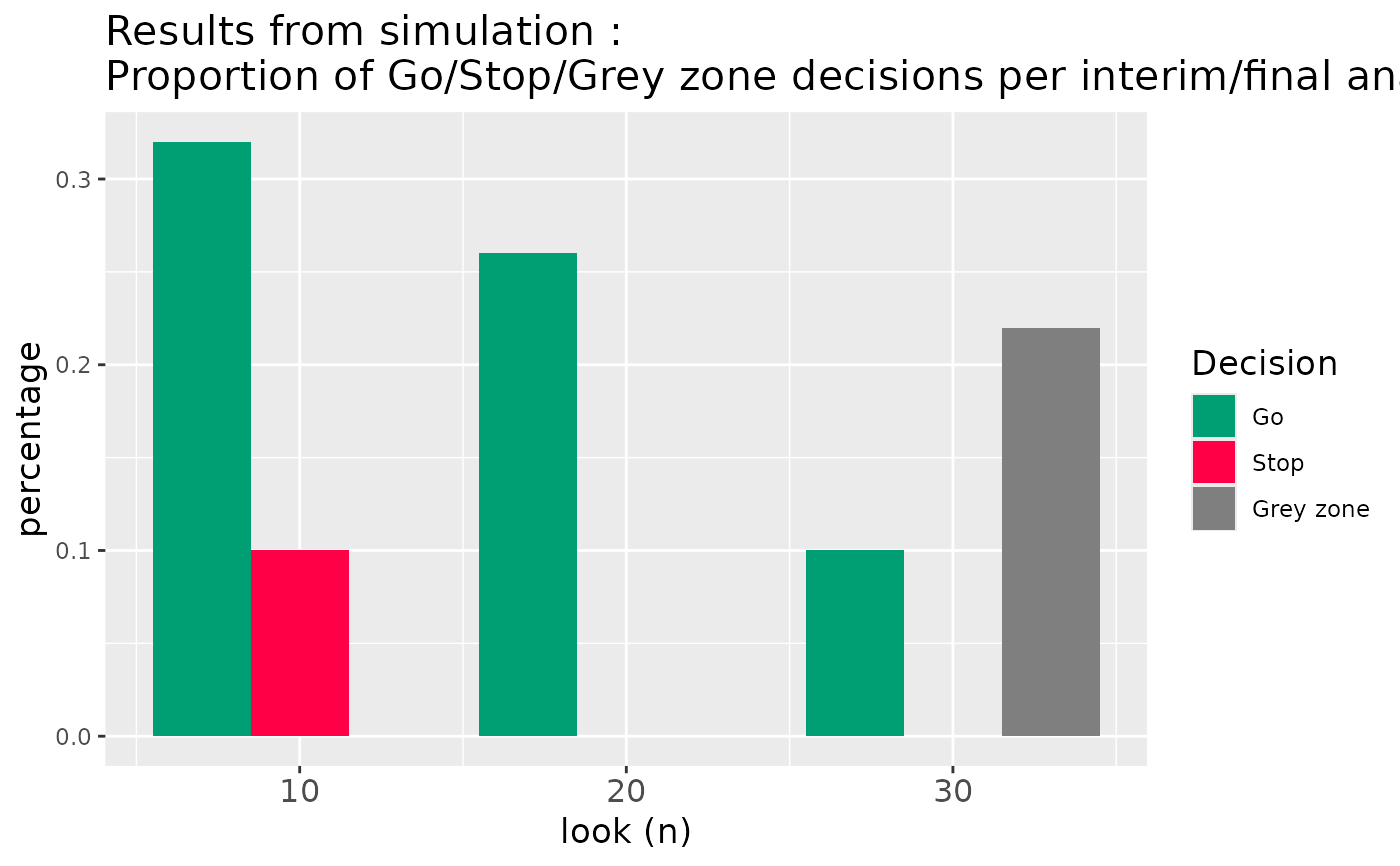 Results from simulation :
Proportion of Go/Stop/Grey zone decisions per interim/final
percentage
0.3
0.2
0.1
0.0
10 20 30
look (n)
Decision
Go
Stop
Grey zone